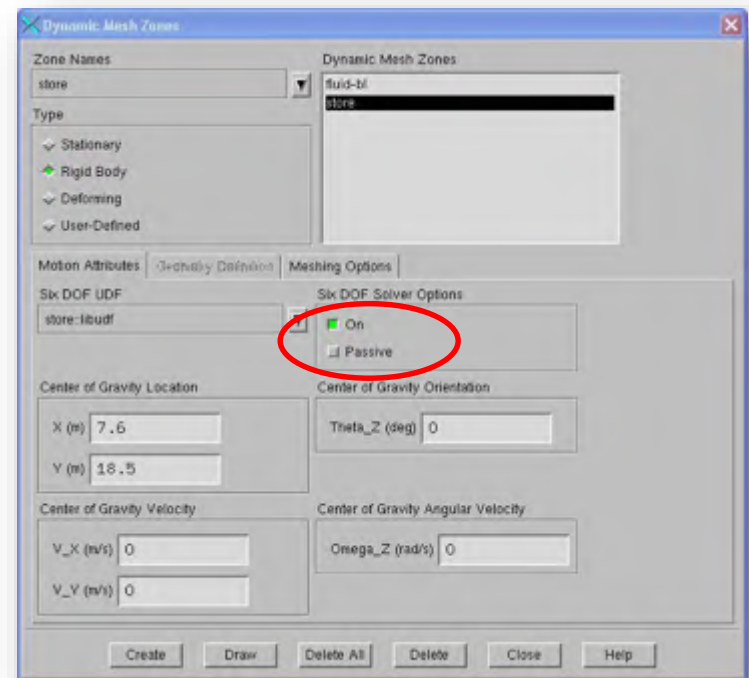 Dynamic Mesh Zones
Zone Names
store
Type
Stationary
Rigid Body
Deforming
User-Defined
Dynamic Mesh Zones
fluid-bl
store
Motion Attributes
Geometry Definition
Meshing Options
Six DOF UDF
store::libudf
Six DOF Solver Options
On
Passive
Center of Gravity Location
X (m) 7.6
Y (m) 18.5
Center of Gravity Orientation
Theta_Z (deg) 0
Center of Gravity Velocity
V_X (m/s) 0
V_Y (m/s) 0
Center of Gravity Angular Velocity
Omega_Z (rad/s) 0
Create
Draw
Delete All
Delete
Close
Help